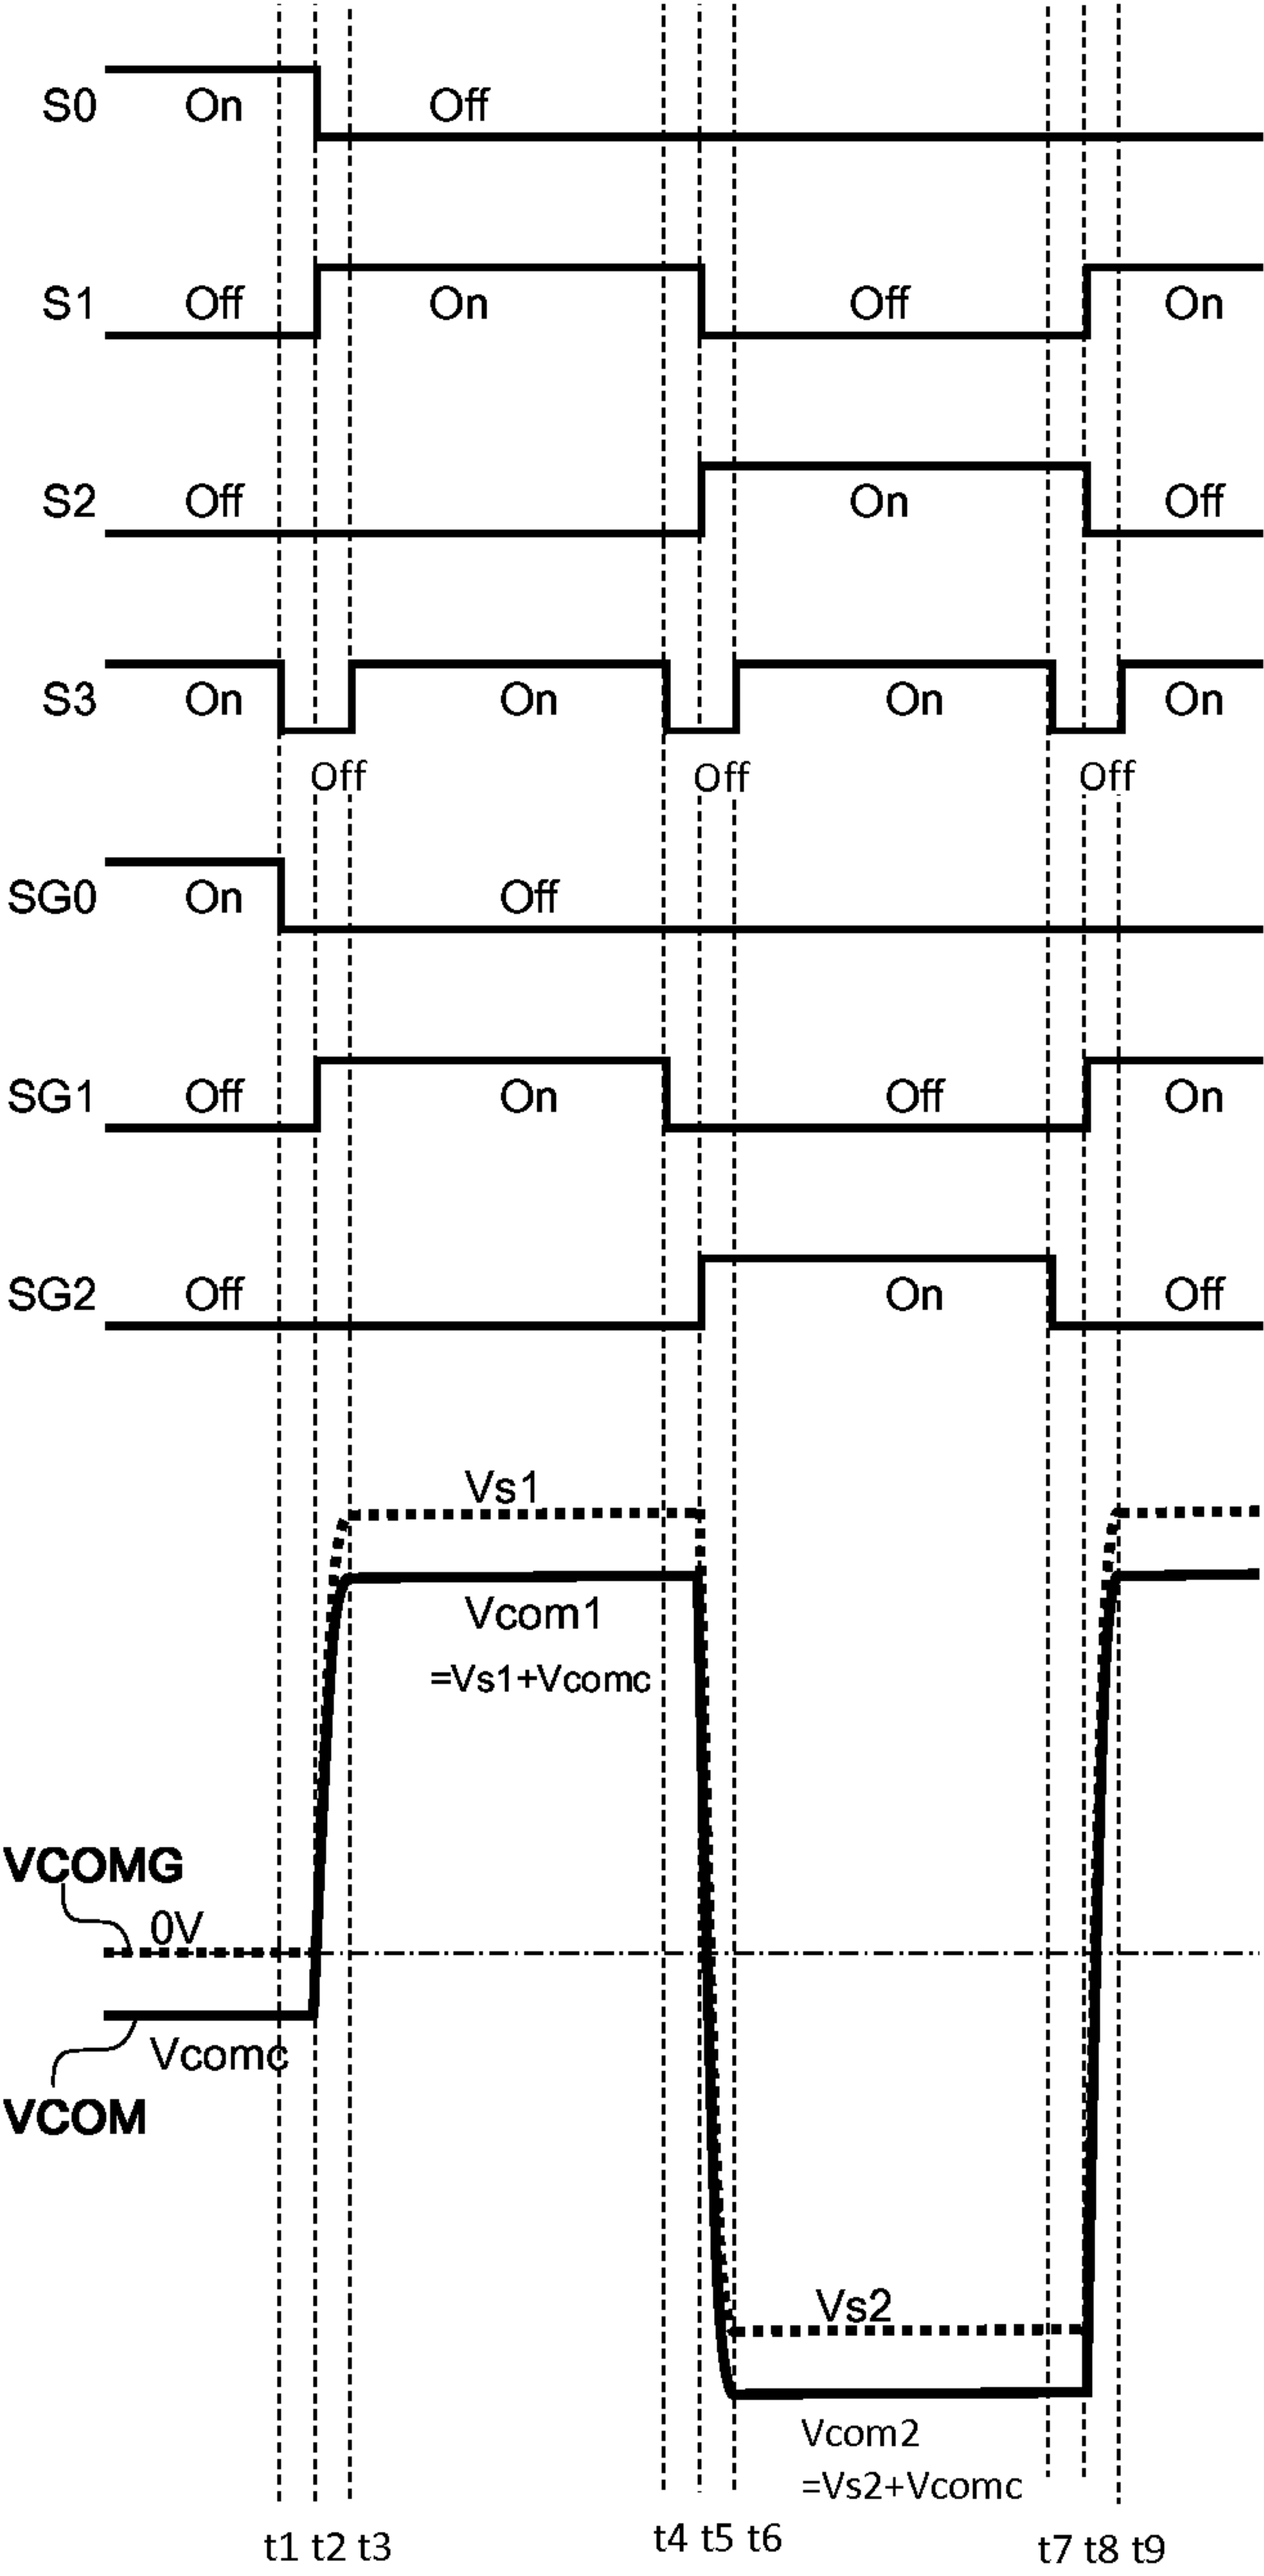 S0 On Off
S1 Off On Off On
S2 Off On Off
S3 On On On On
Off Off Off
SG0 On Off
SG1 Off On Off On
SG2 Off On Off
Vs1
Vcom1
=Vs1+Vcomc
VCOMG
0V
Vcomc
VCOM
Vs2
Vcom2
=Vs2+Vcomc
t1 t2 t3 t4 t5 t6 t7 t8 t9